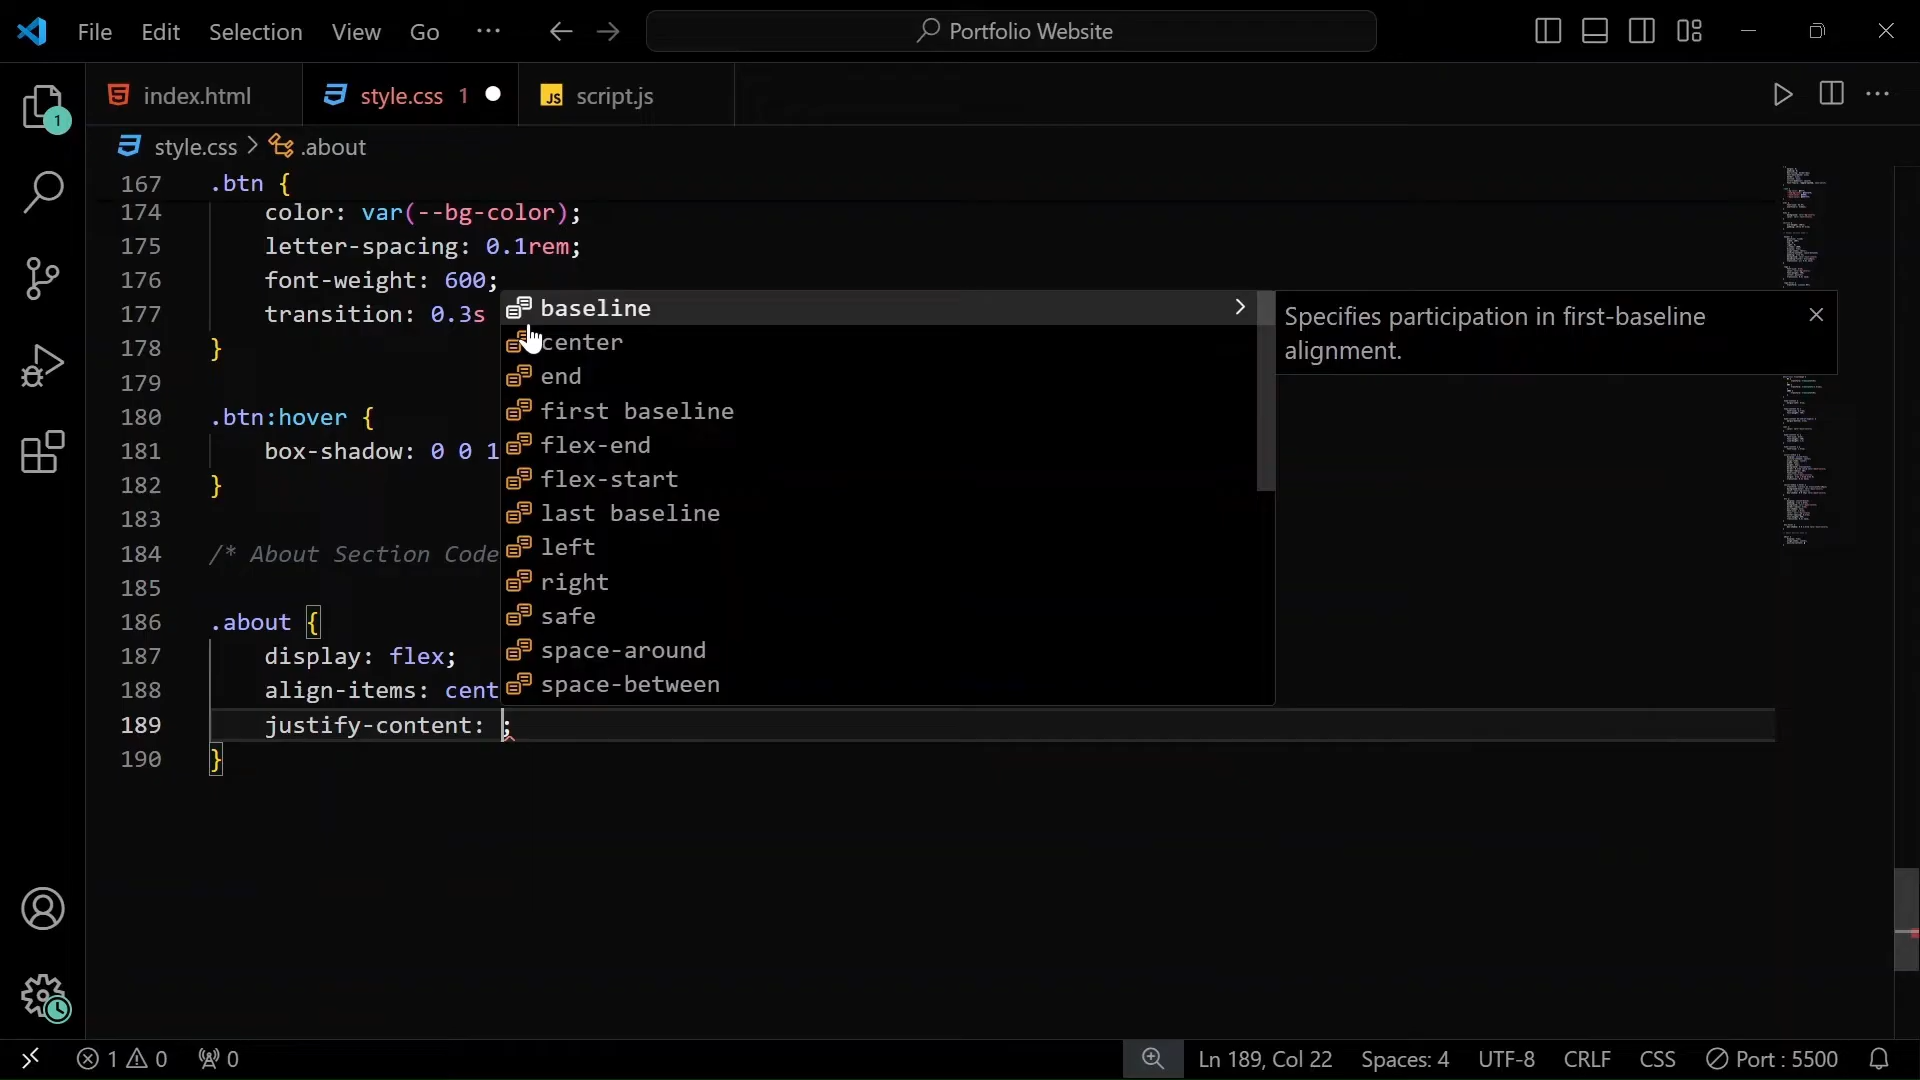 File Edit Selection View Go ··· Portfolio Website
index.html style.css 1 JS script.js
style.css > .about
167 .btn {
174 color: var(--bg-color);
175 letter-spacing: 0.1rem;
176 font-weight: 600;
177 transition: 0.3s
178 }
179
180 .btn:hover {
181 box-shadow: 0 0 1
182 }
183
184 /* About Section Code
185
186 .about {
187 display: flex;
188 align-items: cent
189 justify-content: ;
190 }
baseline
center
end
first baseline
flex-end
flex-start
last baseline
left
right
safe
space-around
space-between
Specifies participation in first-baseline
alignment.
1
1 0 0 Ln 189, Col 22 Spaces: 4 UTF-8 CRLF CSS Port : 5500